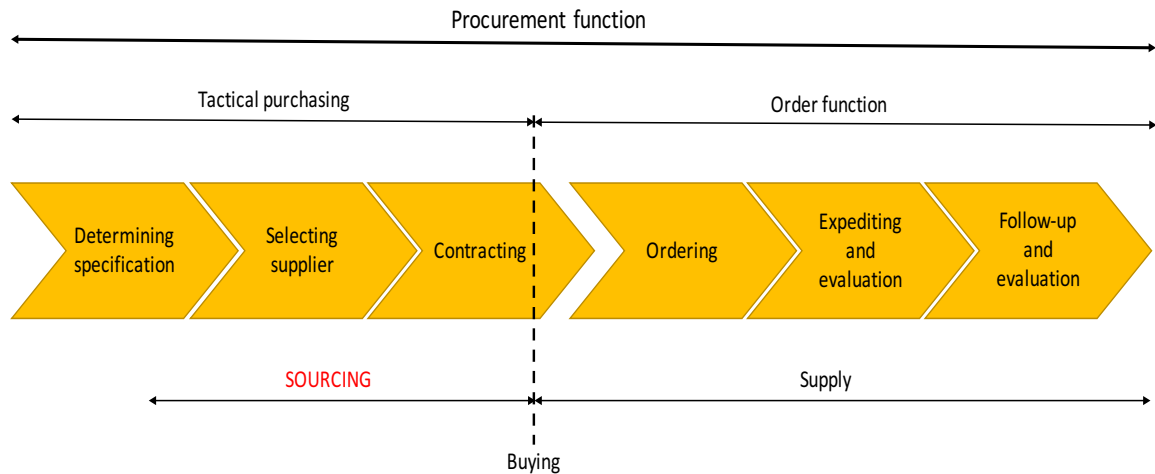 Procurement function
Tactical purchasing
Order function
Determining
specification
Selecting
supplier
Contracting
Ordering
Expediting
and
evaluation
Follow-up
and
evaluation
SOURCING
Supply
Buying